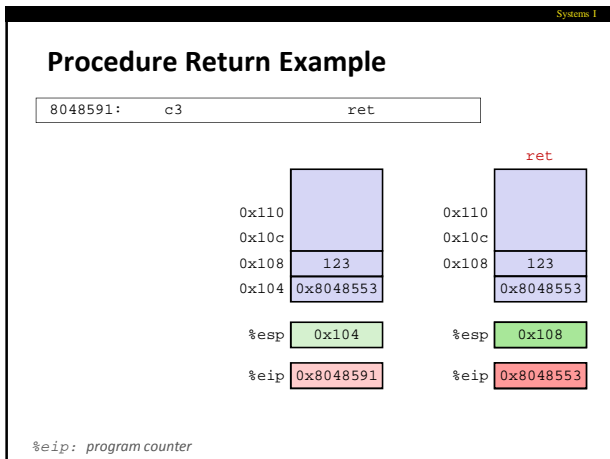 Systems I
Procedure Return Example
8048591: c3 ret
ret
0x110 0x110
0x10c 0x10c
0x108 123 0x108 123
0x104 0x8048553 0x8048553
%esp 0x104 %esp 0x108
%eip 0x8048591 %eip 0x8048553
%eip: program counter